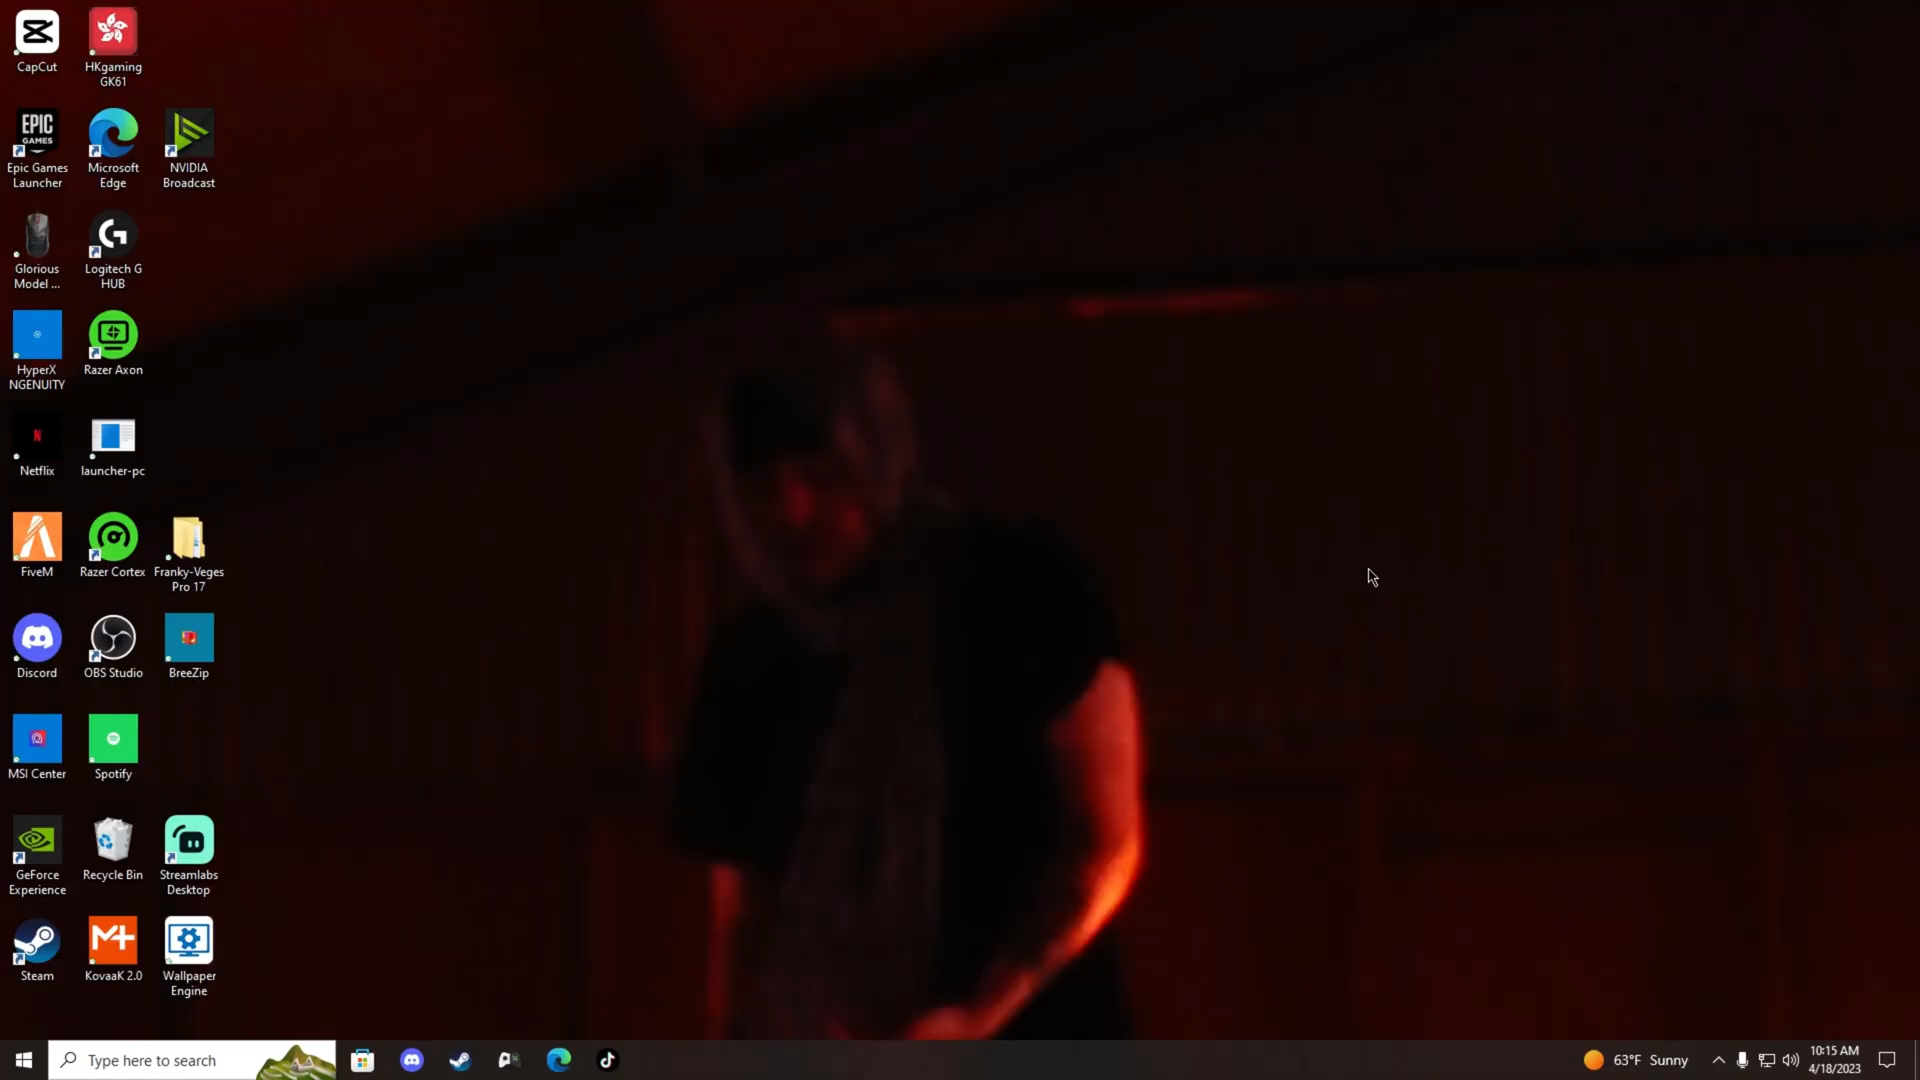 CapCut
HKgaming
GK61
EPIC
GAMES
Epic Games
Launcher
Microsoft
Edge
NVIDIA
Broadcast
Glorious
Model ...
Logitech G
HUB
HyperX
NGENUITY
Razer Axon
N
Netflix
launcher-pc
FiveM
Razer Cortex
Franky-Veges
Pro 17
Discord
OBS Studio
BreeZip
MSI Center
Spotify
GeForce
Experience
Recycle Bin
Streamlabs
Desktop
Steam
KovaaK 2.0
Wallpaper
Engine
Type here to search
63°F Sunny
10:15 AM
4/18/2023